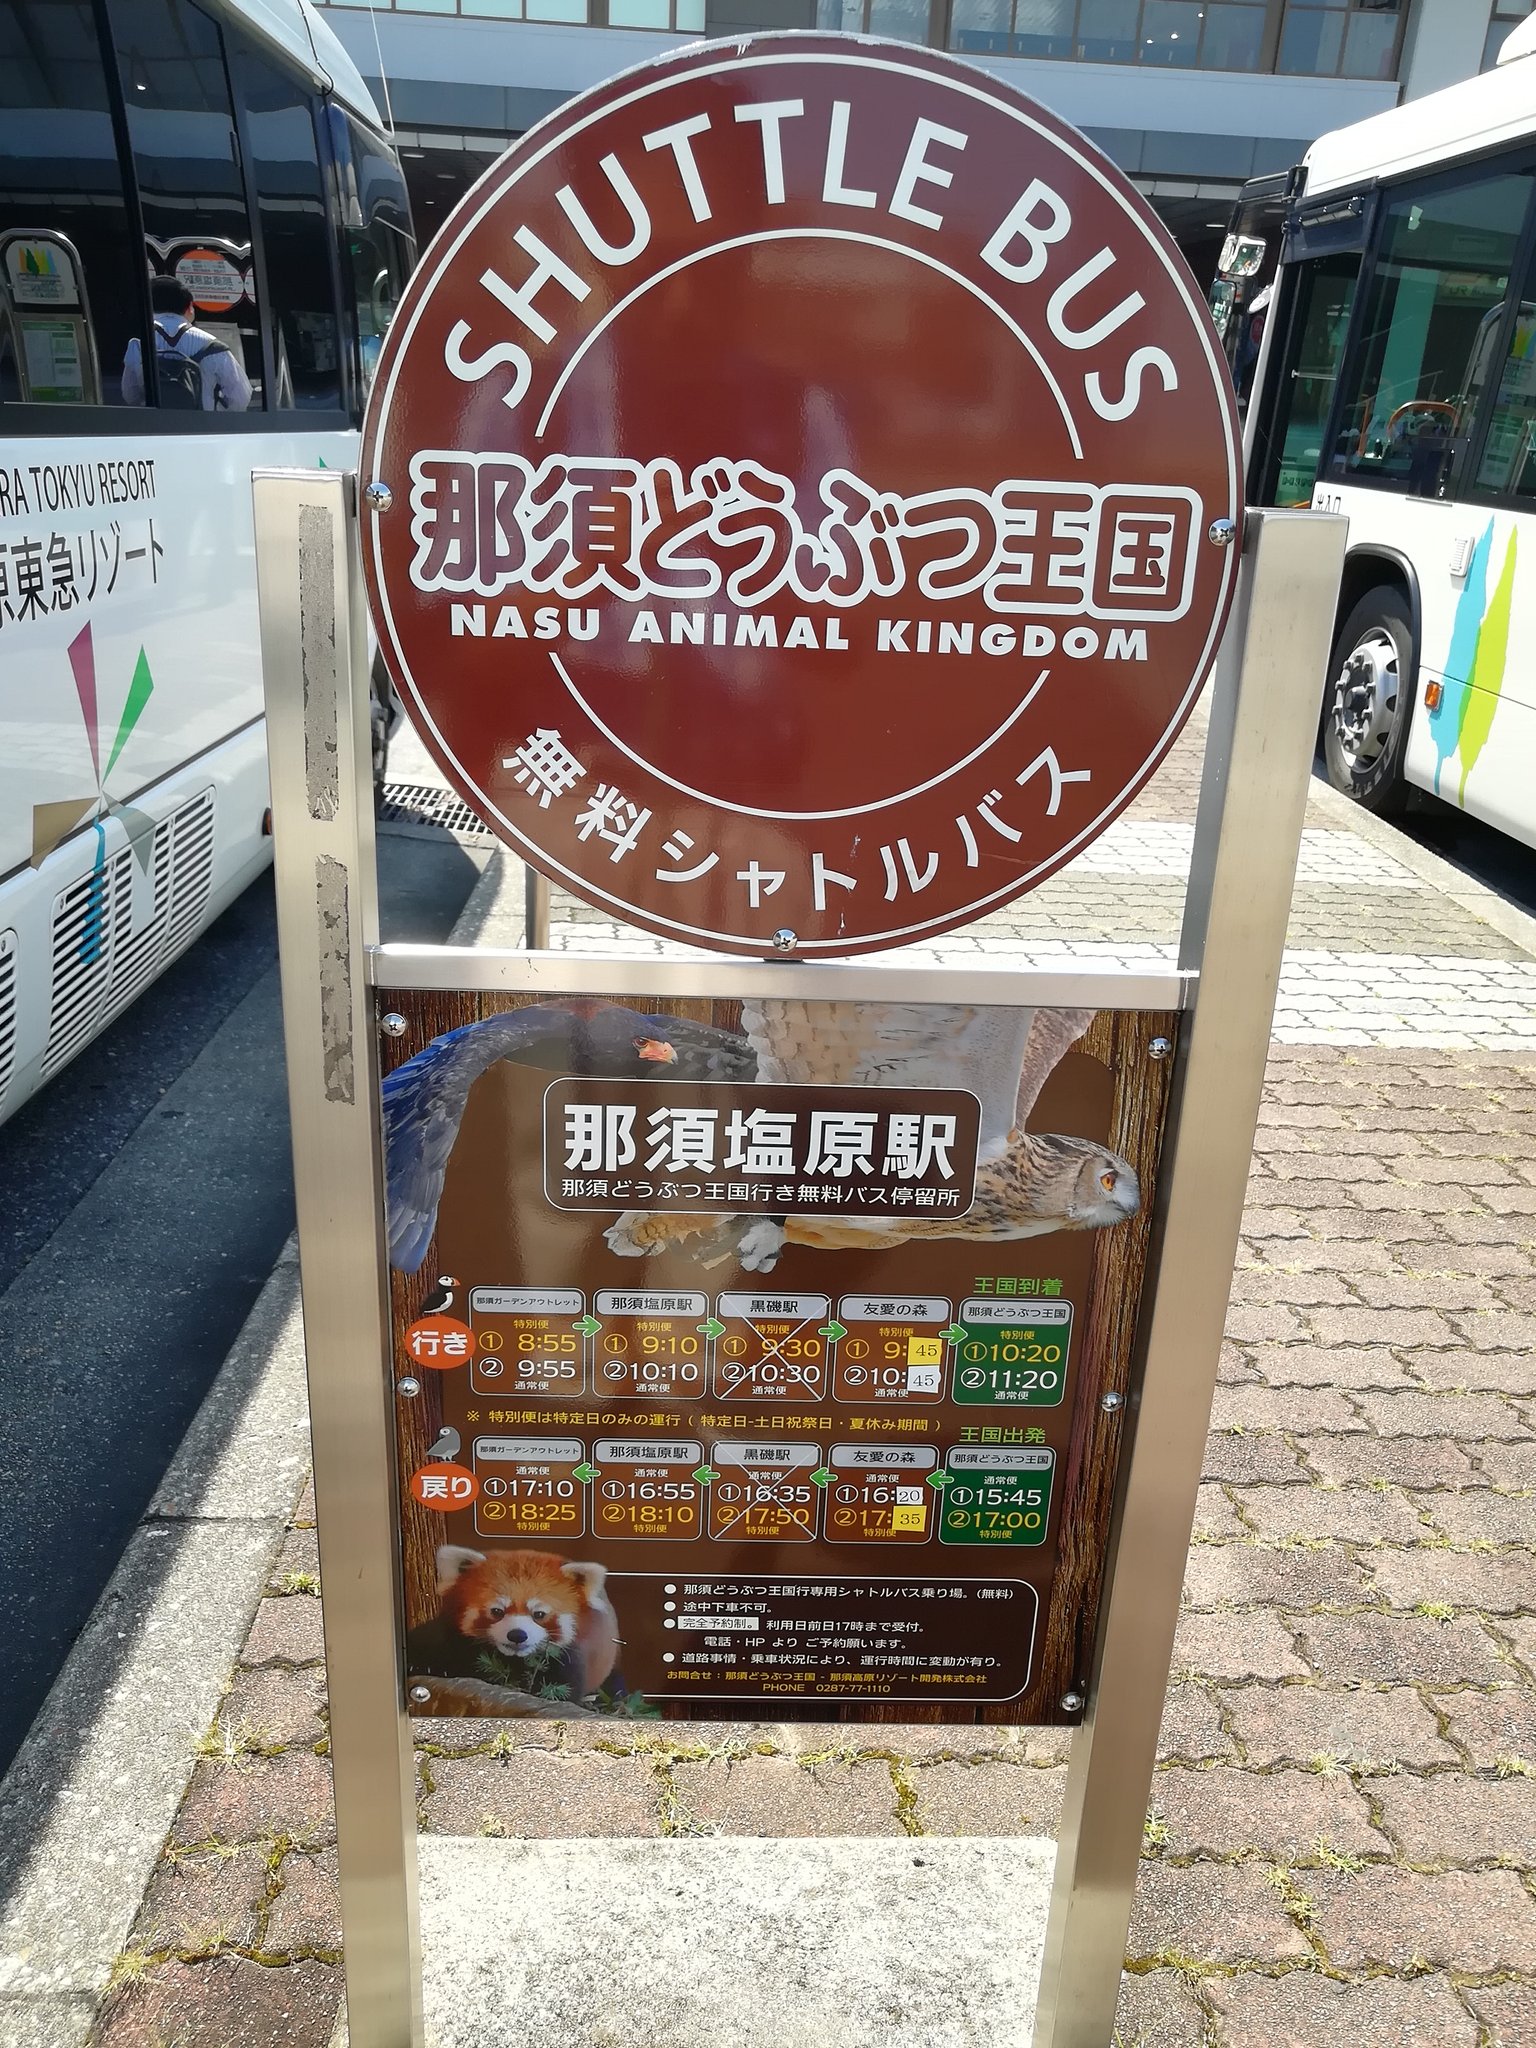 SHUTTLE BUS
那須どうぶつ王国
NASU ANIMAL KINGDOM
無料シャトルバス
RA TOKYU RESORT
原東急リゾート
出入口
那須塩原駅
那須どうぶつ王国行き無料バス停留所
王国到着
行き
那須ガーデンアウトレット
特別便
① 8:55
② 9:55
通常便
那須塩原駅
特別便
① 9:10
②10:10
通常便
黒磯駅
特別便
① 9:30
②10:30
通常便
友愛の森
特別便
① 9:45
②10:45
通常便
那須どうぶつ王国
特別便
①10:20
②11:20
通常便
※ 特別便は特定日のみの運行 ( 特定日-土日祝祭日・夏休み期間 )
王国出発
戻り
那須ガーデンアウトレット
通常便
①17:10
②18:25
特別便
那須塩原駅
通常便
①16:55
②18:10
特別便
黒磯駅
通常便
①16:35
②17:50
特別便
友愛の森
通常便
①16:20
②17:35
特別便
那須どうぶつ王国
通常便
①15:45
②17:00
特別便
● 那須どうぶつ王国行専用シャトルバス乗り場。(無料)
● 途中下車不可。
● 完全予約制。 利用日前日17時まで受付。
電話・HP より ご予約願います。
● 道路事情・乗車状況により、運行時間に変動が有り。
お問合せ : 那須どうぶつ王国 - 那須高原リゾート開発株式会社
PHONE 0287-77-1110